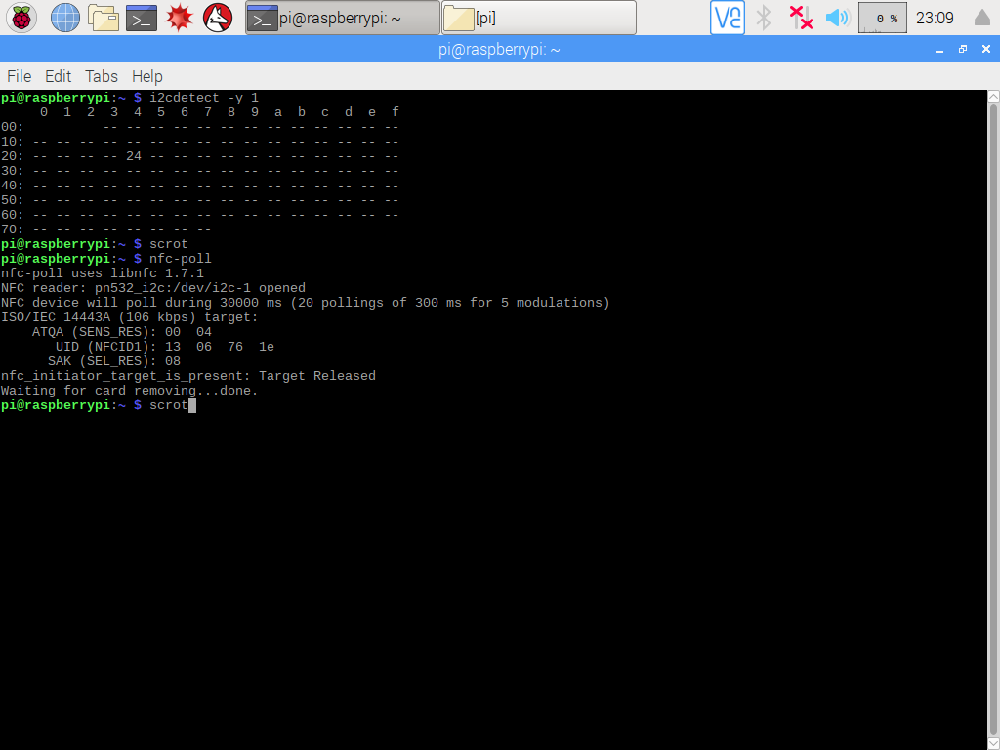 pi@raspberrypi: ~ [pi] 0 % 23:09
pi@raspberrypi: ~
File Edit Tabs Help
pi@raspberrypi:~ $ i2cdetect -y 1
     0  1  2  3  4  5  6  7  8  9  a  b  c  d  e  f
00:          -- -- -- -- -- -- -- -- -- -- -- -- --
10: -- -- -- -- -- -- -- -- -- -- -- -- -- -- -- --
20: -- -- -- -- 24 -- -- -- -- -- -- -- -- -- -- --
30: -- -- -- -- -- -- -- -- -- -- -- -- -- -- -- --
40: -- -- -- -- -- -- -- -- -- -- -- -- -- -- -- --
50: -- -- -- -- -- -- -- -- -- -- -- -- -- -- -- --
60: -- -- -- -- -- -- -- -- -- -- -- -- -- -- -- --
70: -- -- -- -- -- -- -- --
pi@raspberrypi:~ $ scrot
pi@raspberrypi:~ $ nfc-poll
nfc-poll uses libnfc 1.7.1
NFC reader: pn532_i2c:/dev/i2c-1 opened
NFC device will poll during 30000 ms (20 pollings of 300 ms for 5 modulations)
ISO/IEC 14443A (106 kbps) target:
    ATQA (SENS_RES): 00  04
       UID (NFCID1): 13  06  76  1e
      SAK (SEL_RES): 08
nfc_initiator_target_is_present: Target Released
Waiting for card removing...done.
pi@raspberrypi:~ $ scrot